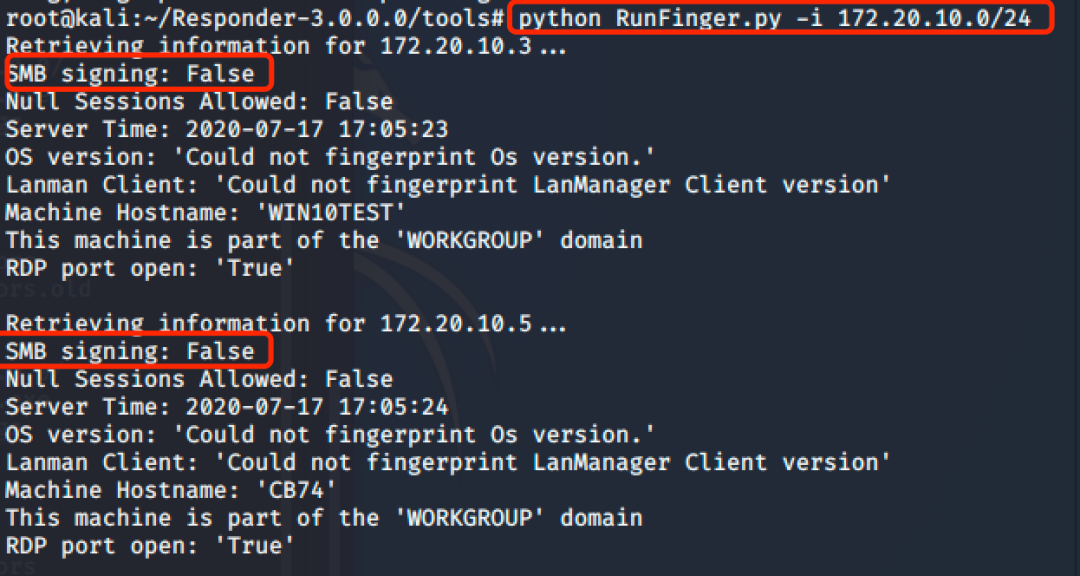 root@kali:~/Responder-3.0.0.0/tools# python RunFinger.py -i 172.20.10.0/24
Retrieving information for 172.20.10.3...
SMB signing: False
Null Sessions Allowed: False
Server Time: 2020-07-17 17:05:23
OS version: 'Could not fingerprint Os version.'
Lanman Client: 'Could not fingerprint LanManager Client version'
Machine Hostname: 'WIN10TEST'
This machine is part of the 'WORKGROUP' domain
RDP port open: 'True'
ors.old
Retrieving information for 172.20.10.5...
SMB signing: False
Null Sessions Allowed: False
Server Time: 2020-07-17 17:05:24
OS version: 'Could not fingerprint Os version.'
Lanman Client: 'Could not fingerprint LanManager Client version'
Machine Hostname: 'CB74'
This machine is part of the 'WORKGROUP' domain
RDP port open: 'True'
ors